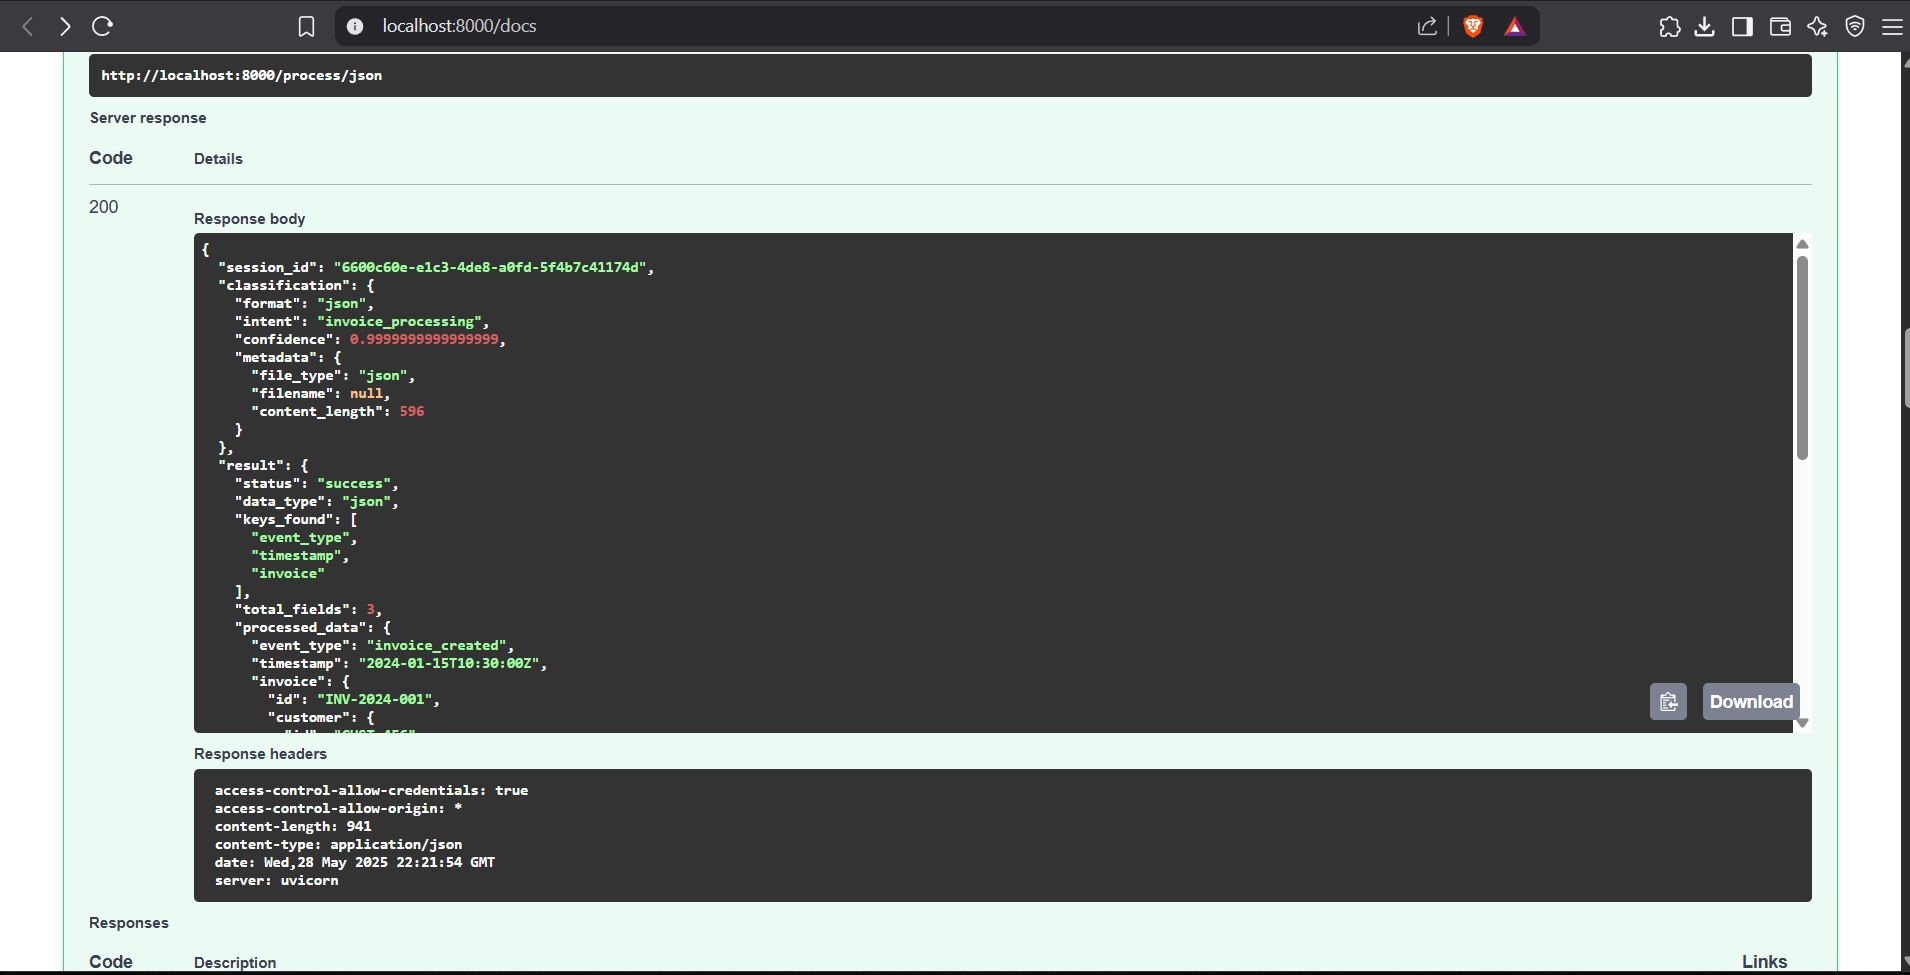 localhost:8000/docs
http://localhost:8000/process/json
Server response
Code Details
200
Response body
{
"session_id": "6600c60e-e1c3-4de8-a0fd-5f4b7c41174d",
"classification": {
"format": "json",
"intent": "invoice_processing",
"confidence": 0.9999999999999999,
"metadata": {
"file_type": "json",
"filename": null,
"content_length": 596
}
},
"result": {
"status": "success",
"data_type": "json",
"keys_found": [
"event_type",
"timestamp",
"invoice"
],
"total_fields": 3,
"processed_data": {
"event_type": "invoice_created",
"timestamp": "2024-01-15T10:30:00Z",
"invoice": {
"id": "INV-2024-001",
"customer": {
"id": "CUST-456"
Download
Response headers
access-control-allow-credentials: true
access-control-allow-origin: *
content-length: 941
content-type: application/json
date: Wed,28 May 2025 22:21:54 GMT
server: uvicorn
Responses
Code Description Links